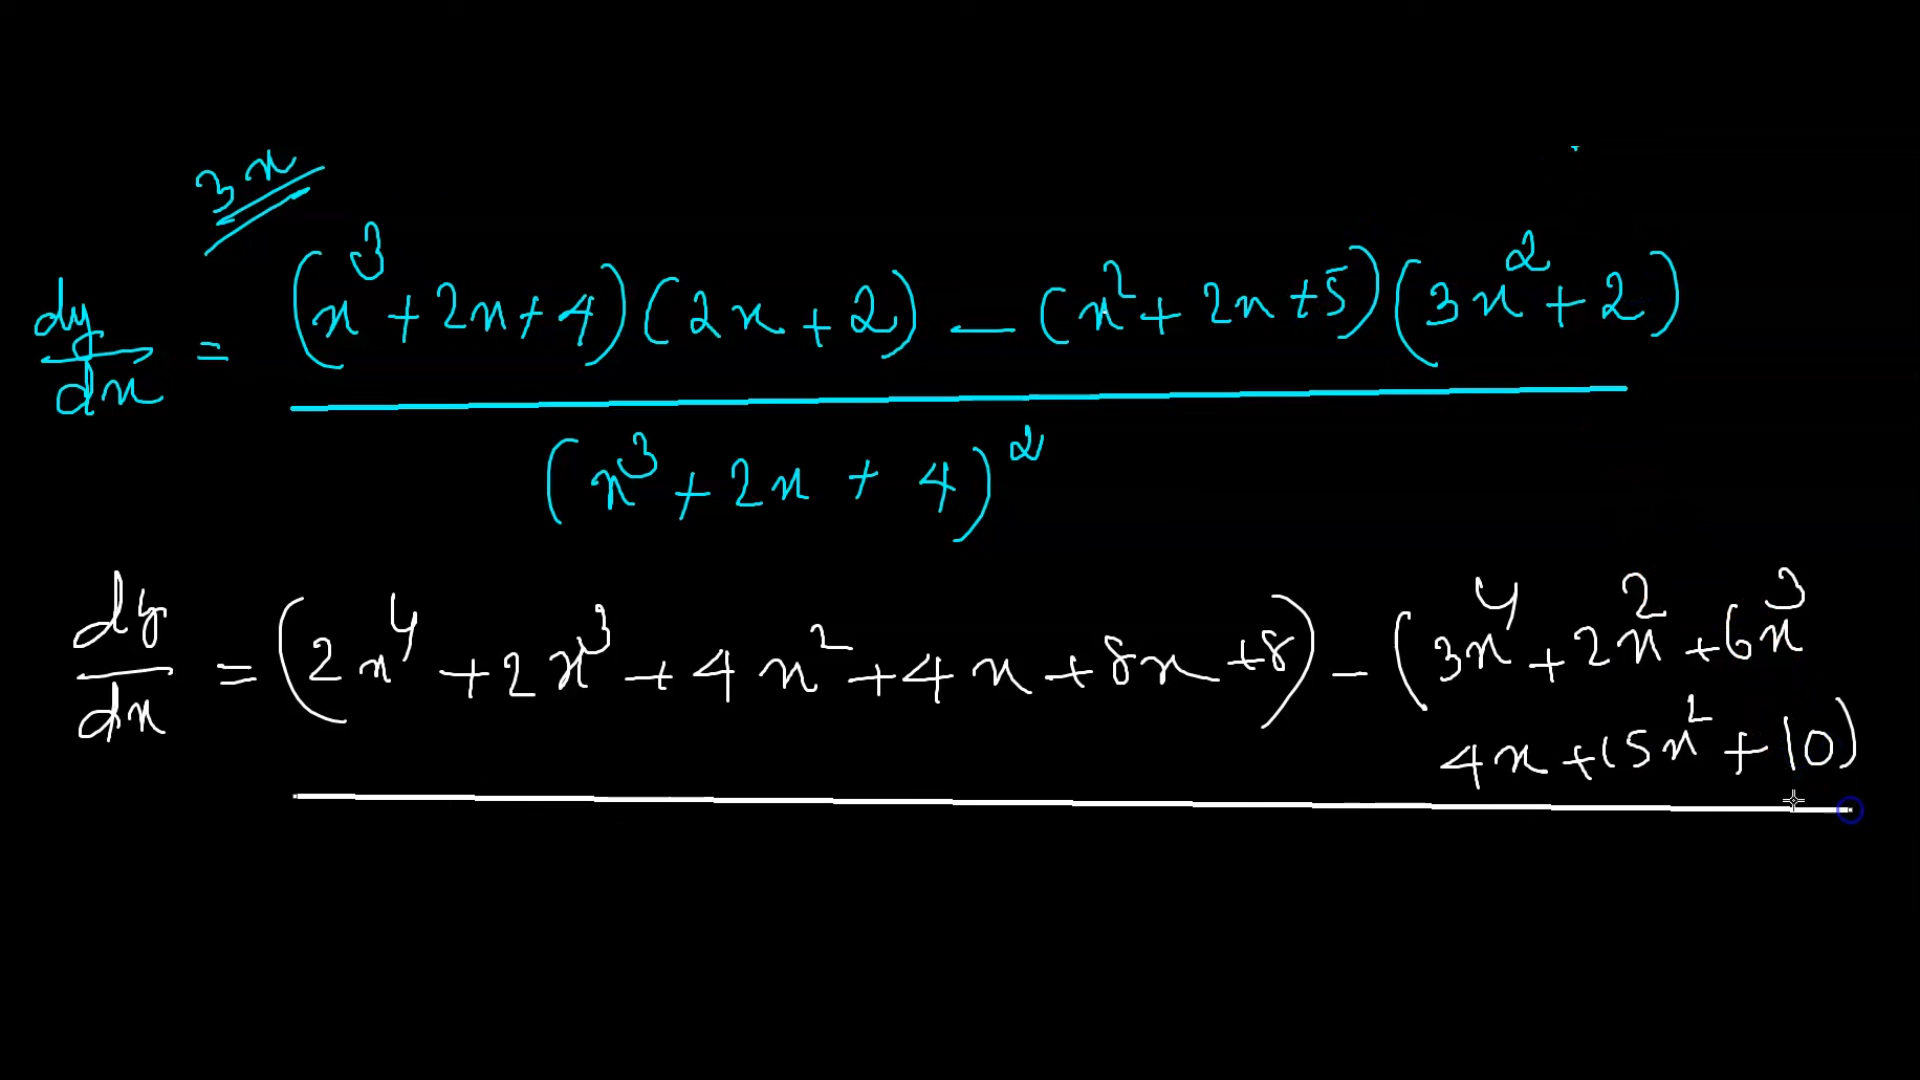 3x
dy/dx = (x³ + 2x + 4)(2x + 2) − (x² + 2x + 5)(3x² + 2)
(x³ + 2x + 4)²
dy/dx = (2x⁴ + 2x³ + 4x² + 4x + 8x + 8) − (3x⁴ + 2x² + 6x³
4x + 15x² + 10)